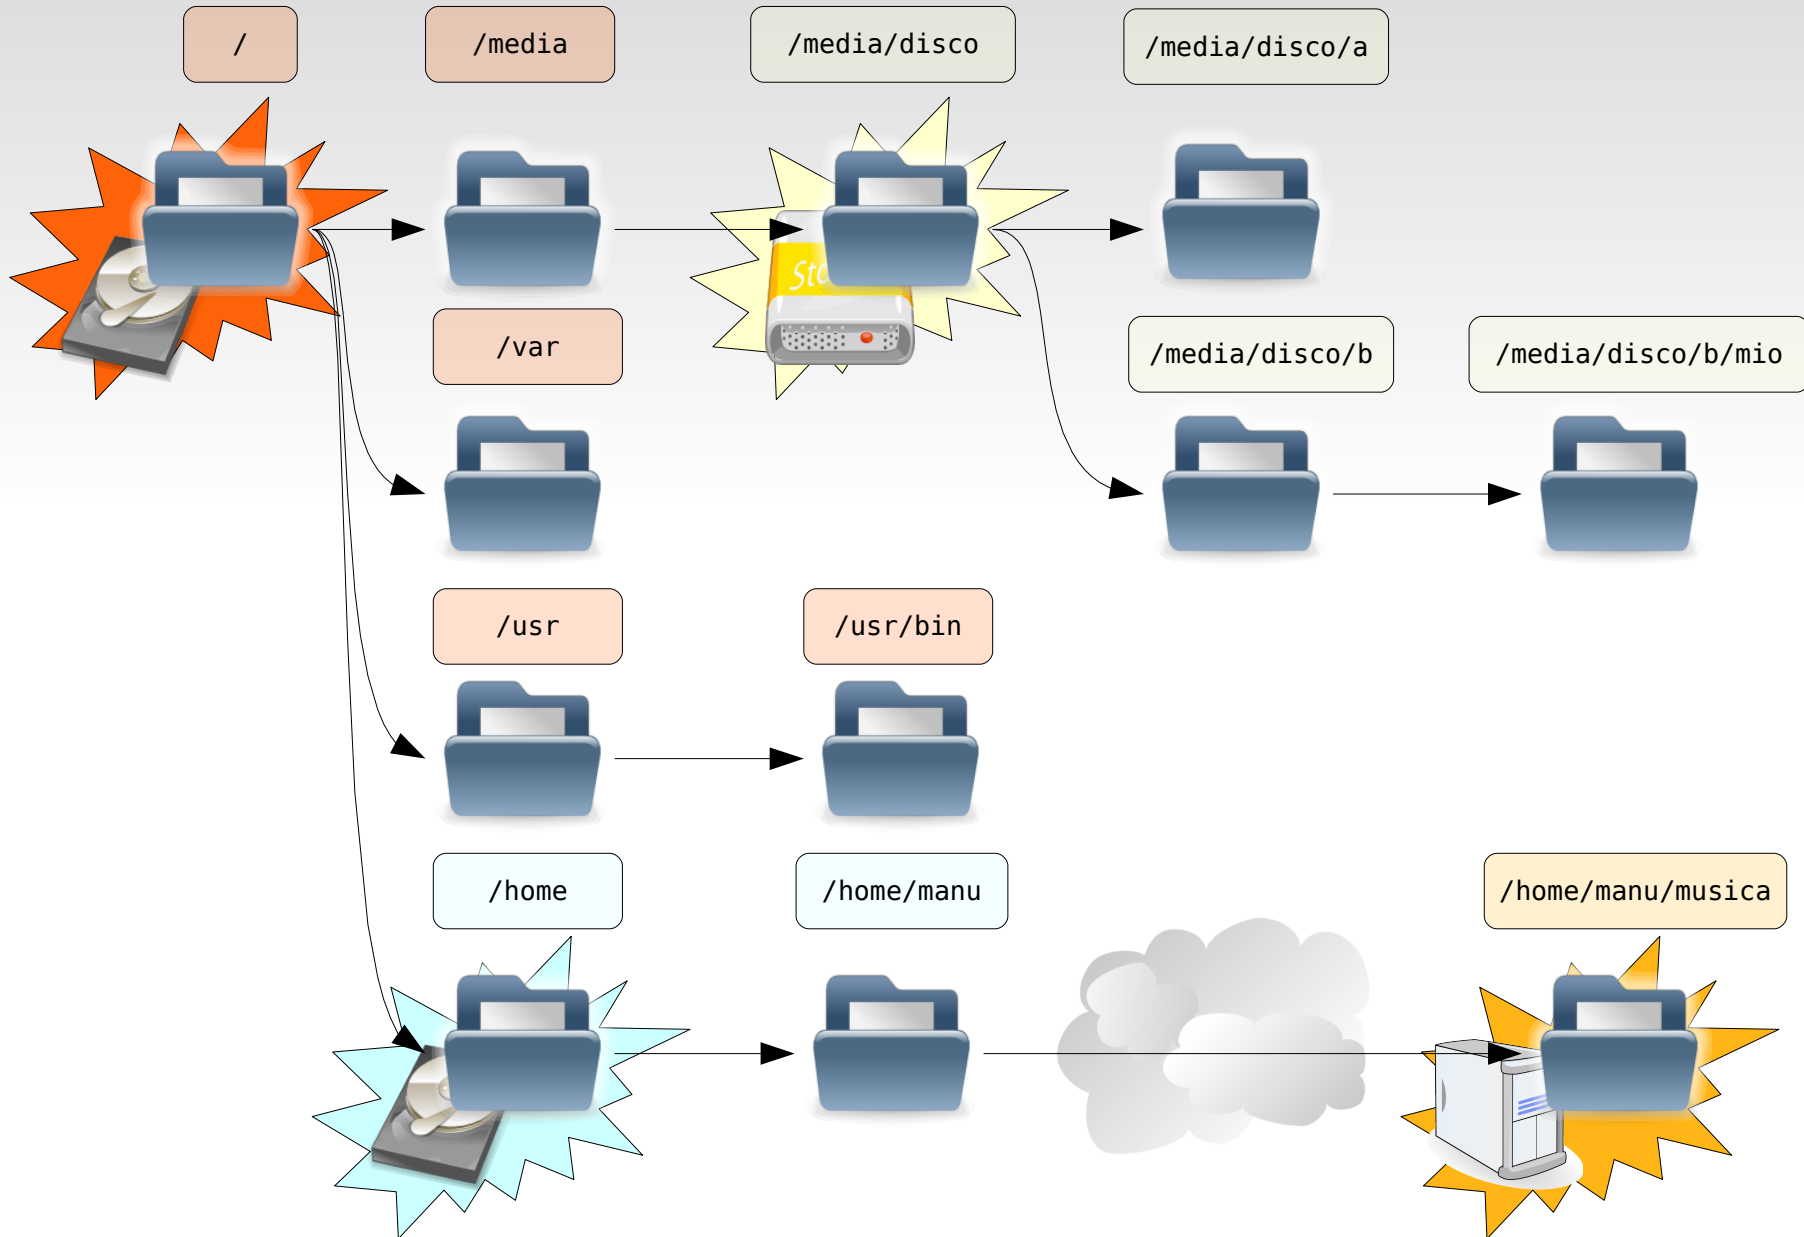 /
/media
/media/disco
/media/disco/a
/var
/media/disco/b
/media/disco/b/mio
/usr
/usr/bin
/home
/home/manu
/home/manu/musica